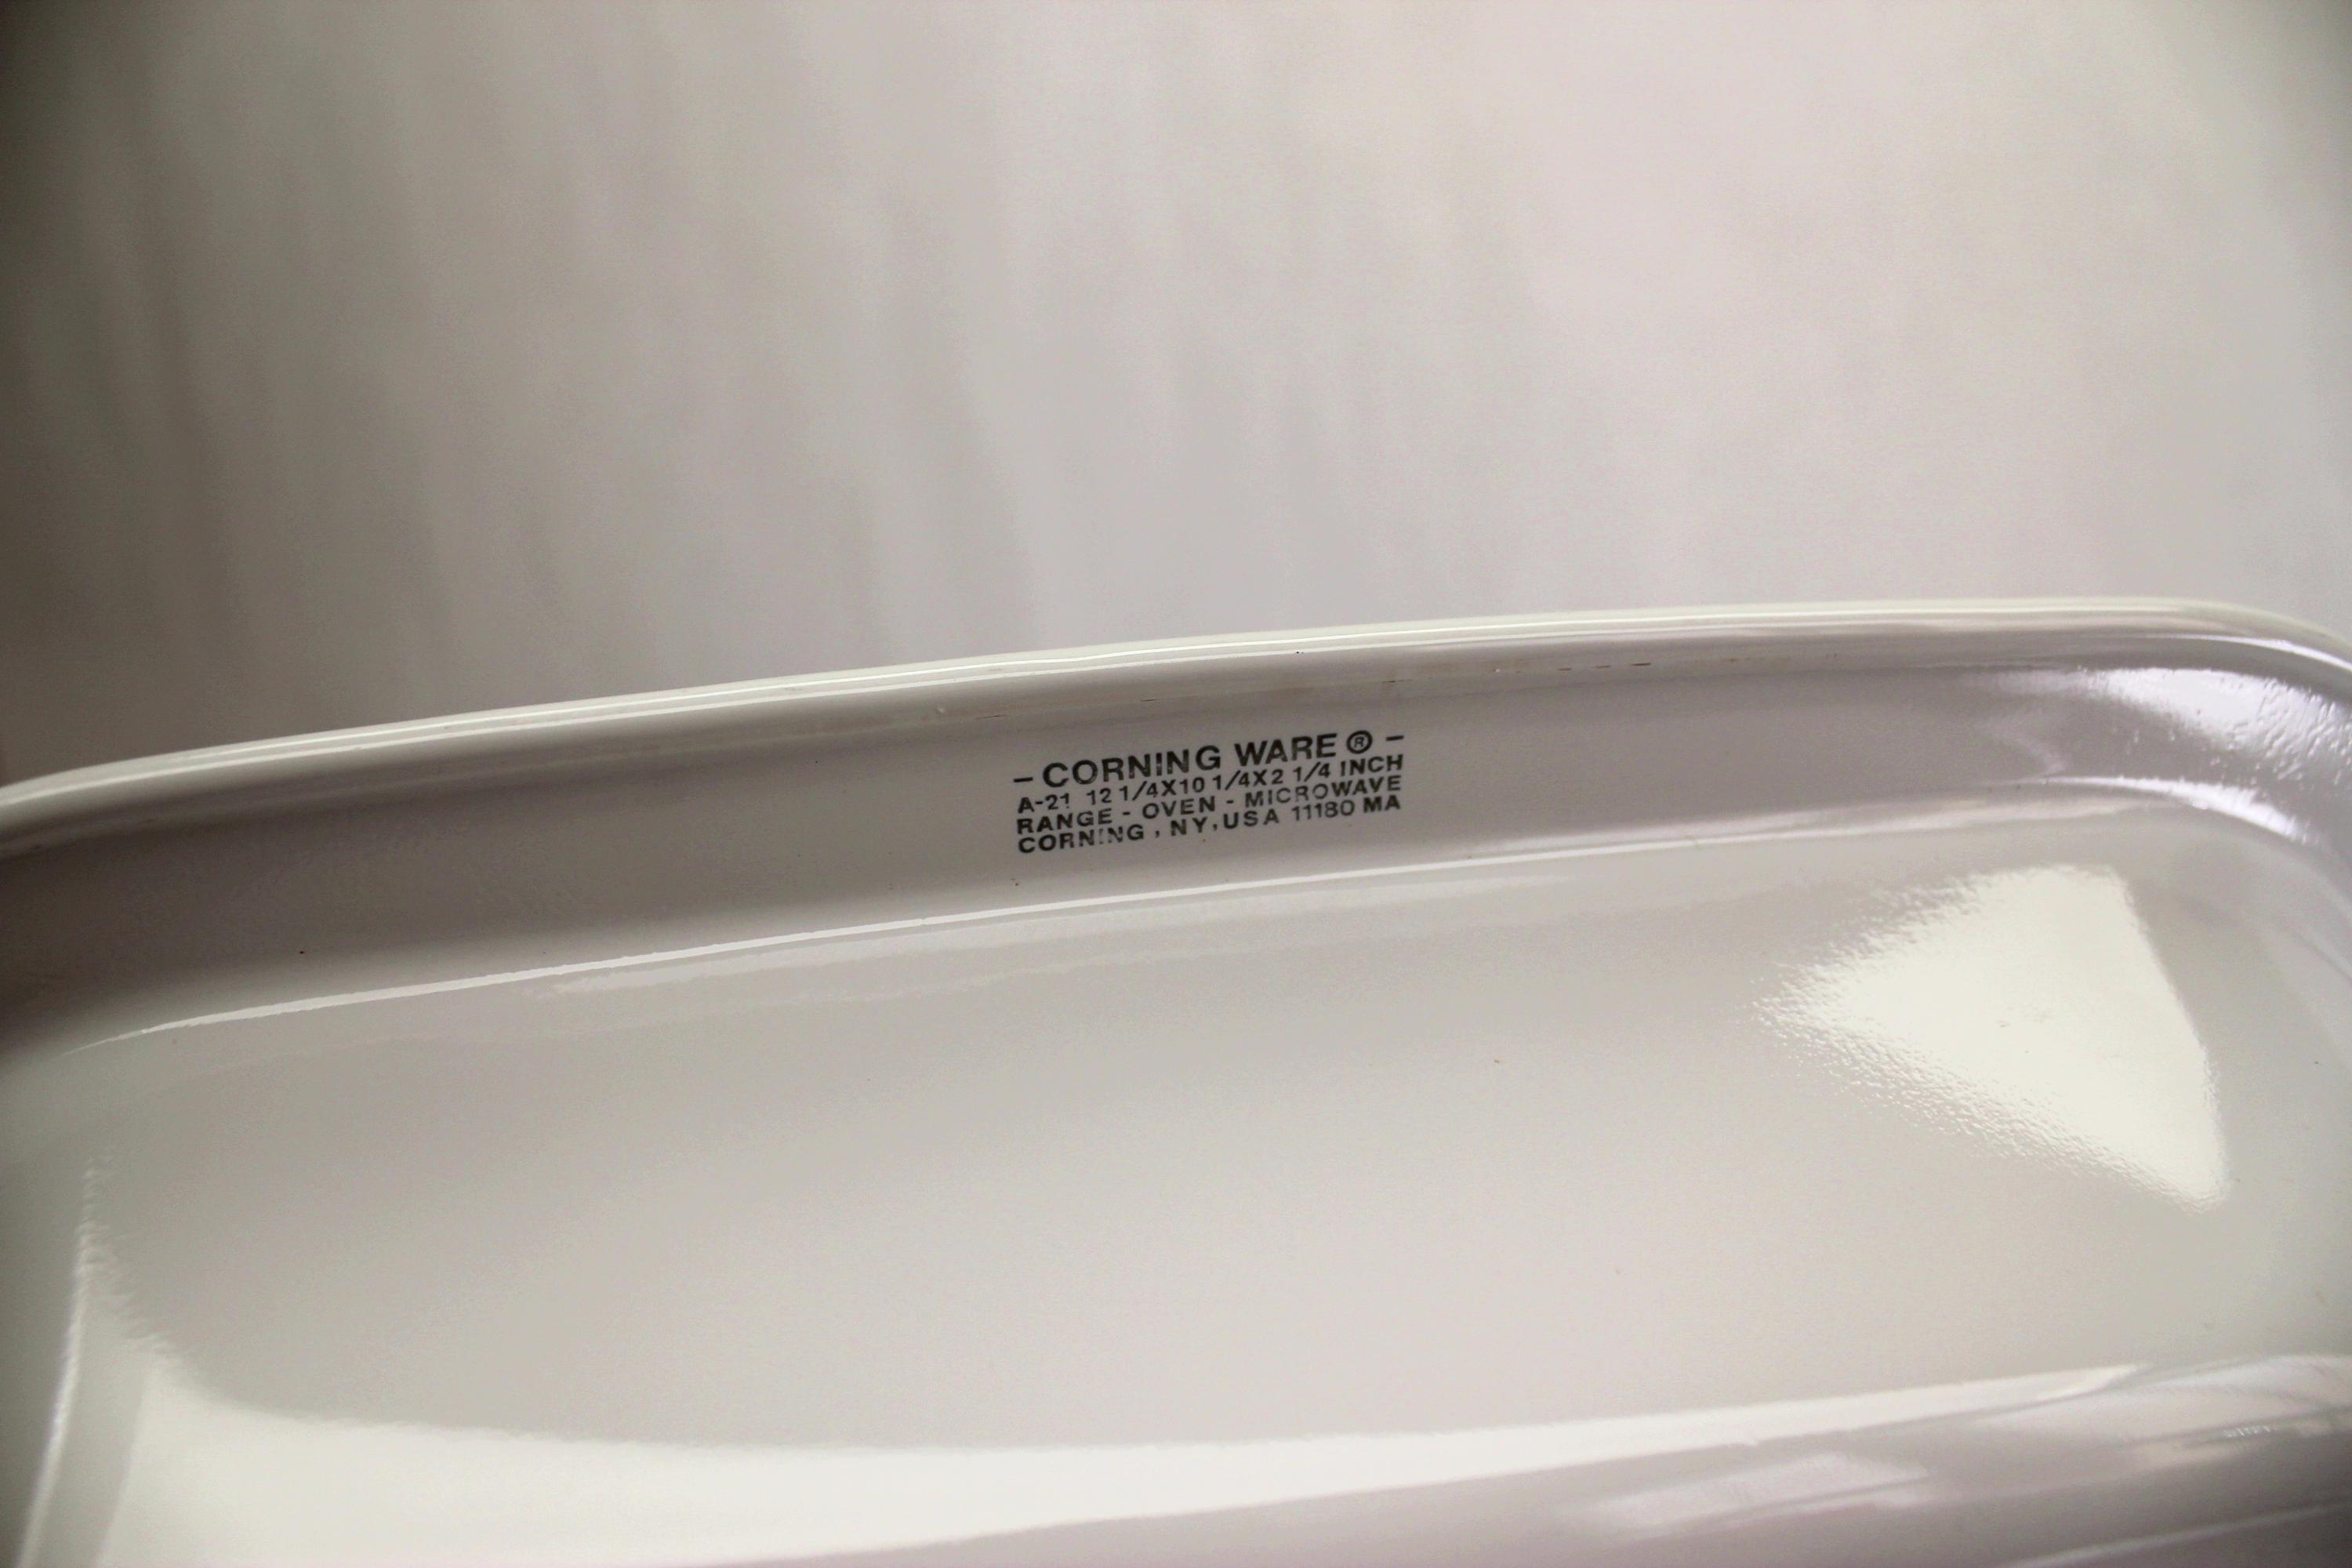 - CORNING WARE ® -
A-21 12 1/4X10 1/4X2 1/4 INCH
RANGE - OVEN - MICROWAVE
CORNING , NY, USA 11180 MA